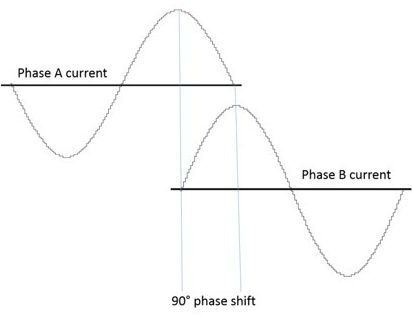 Phase A current
Phase B current
90° phase shift